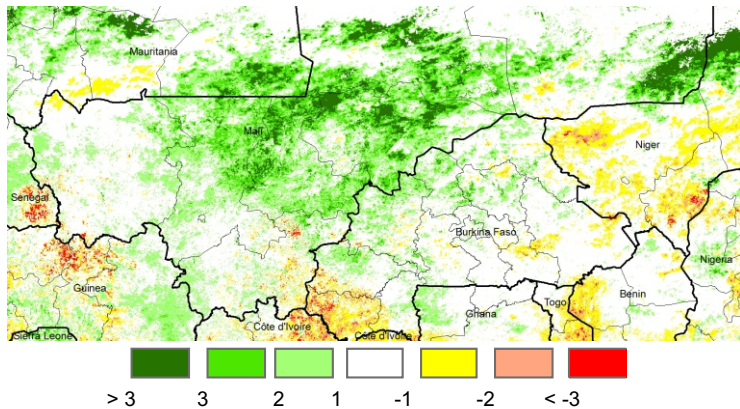 Mauritania
Mali
Niger
Senegal
Burkina Faso
Nigeria
Guinea
Benin
Togo
Ghana
Côte d'Ivoire
Sierra Leone
Côte d'Ivoire
> 3 3 2 1 -1 -2 < -3